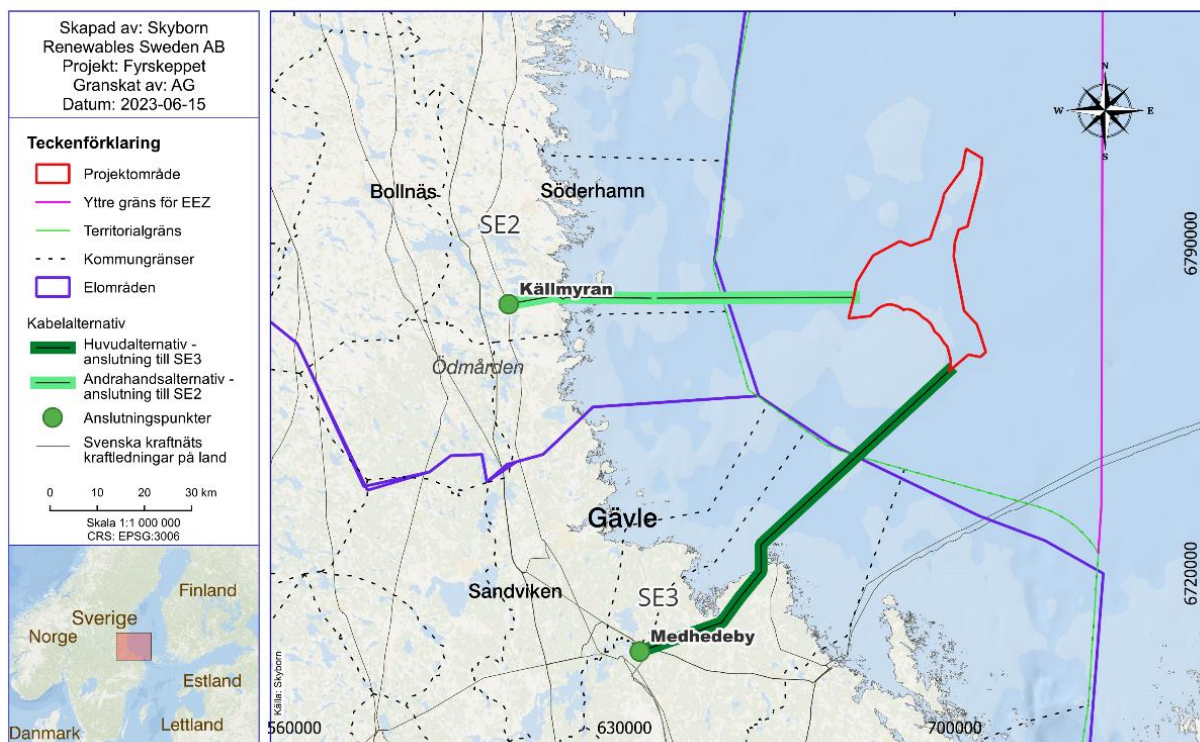 Skapad av: Skyborn
Renewables Sweden AB
Projekt: Fyrskeppet
Granskat av: AG
Datum: 2023-06-15
Teckenförklaring
Projektområde
Yttre gräns för EEZ
Territorialgräns
Kommungränser
Elområden
Kabelalternativ
Huvudalternativ -
anslutning till SE3
Andrahandsalternativ -
anslutning till SE2
Anslutningspunkter
Svenska kraftnäts
kraftledningar på land
0 10 20 30 km
Skala 1:1 000 000
CRS: EPSG:3006
Finland
Sverige
Norge
Estland
Danmark
Lettland
N
W E
S
Bollnäs
Söderhamn
SE2
Källmyran
Ödmården
Gävle
Sandviken
SE3
Medhedeby
6790000
6720000
Källa: Skyborn
560000
630000
700000